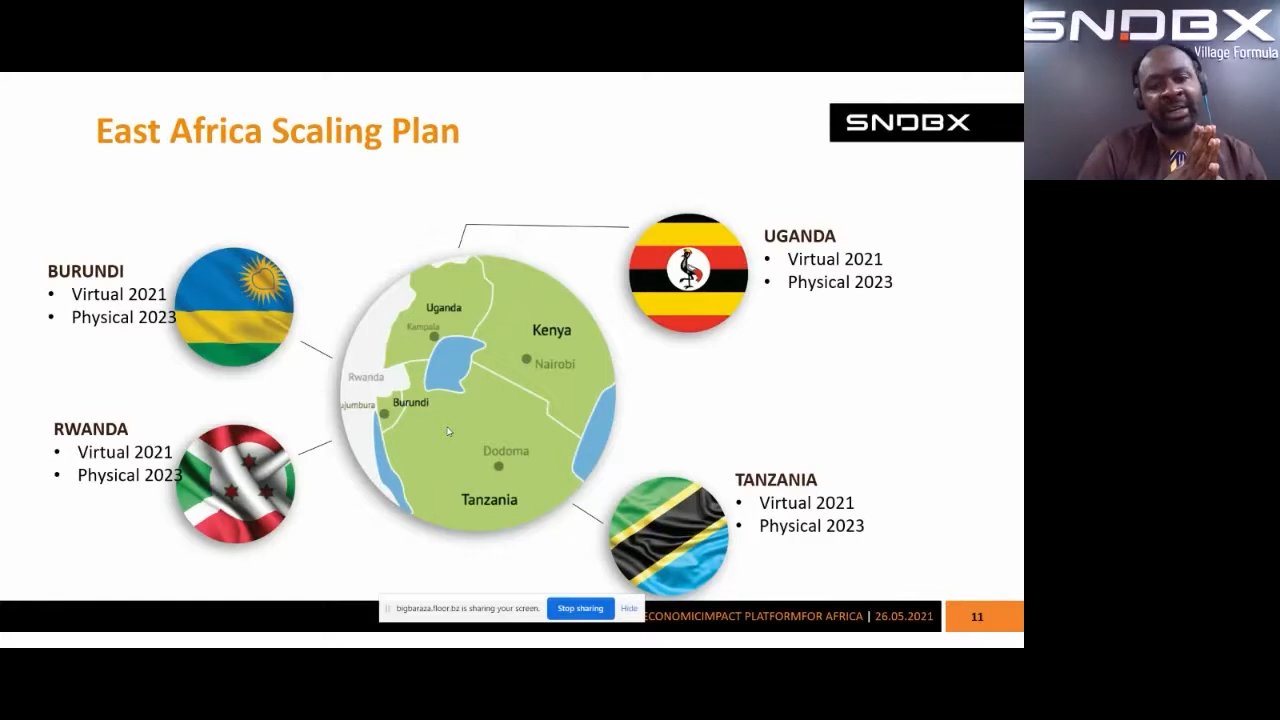 SNDBX
Village Formula
East Africa Scaling Plan
SNDBX
BURUNDI
• Virtual 2021
• Physical 2023
UGANDA
• Virtual 2021
• Physical 2023
Uganda
Kampala
Kenya
Nairobi
Rwanda
ujumbura
Burundi
Dodoma
Tanzania
RWANDA
• Virtual 2021
• Physical 2023
TANZANIA
• Virtual 2021
• Physical 2023
bigbaraza.floor.bz is sharing your screen. Stop sharing Hide
ECONOMICIMPACT PLATFORMFOR AFRICA | 26.05.2021
11